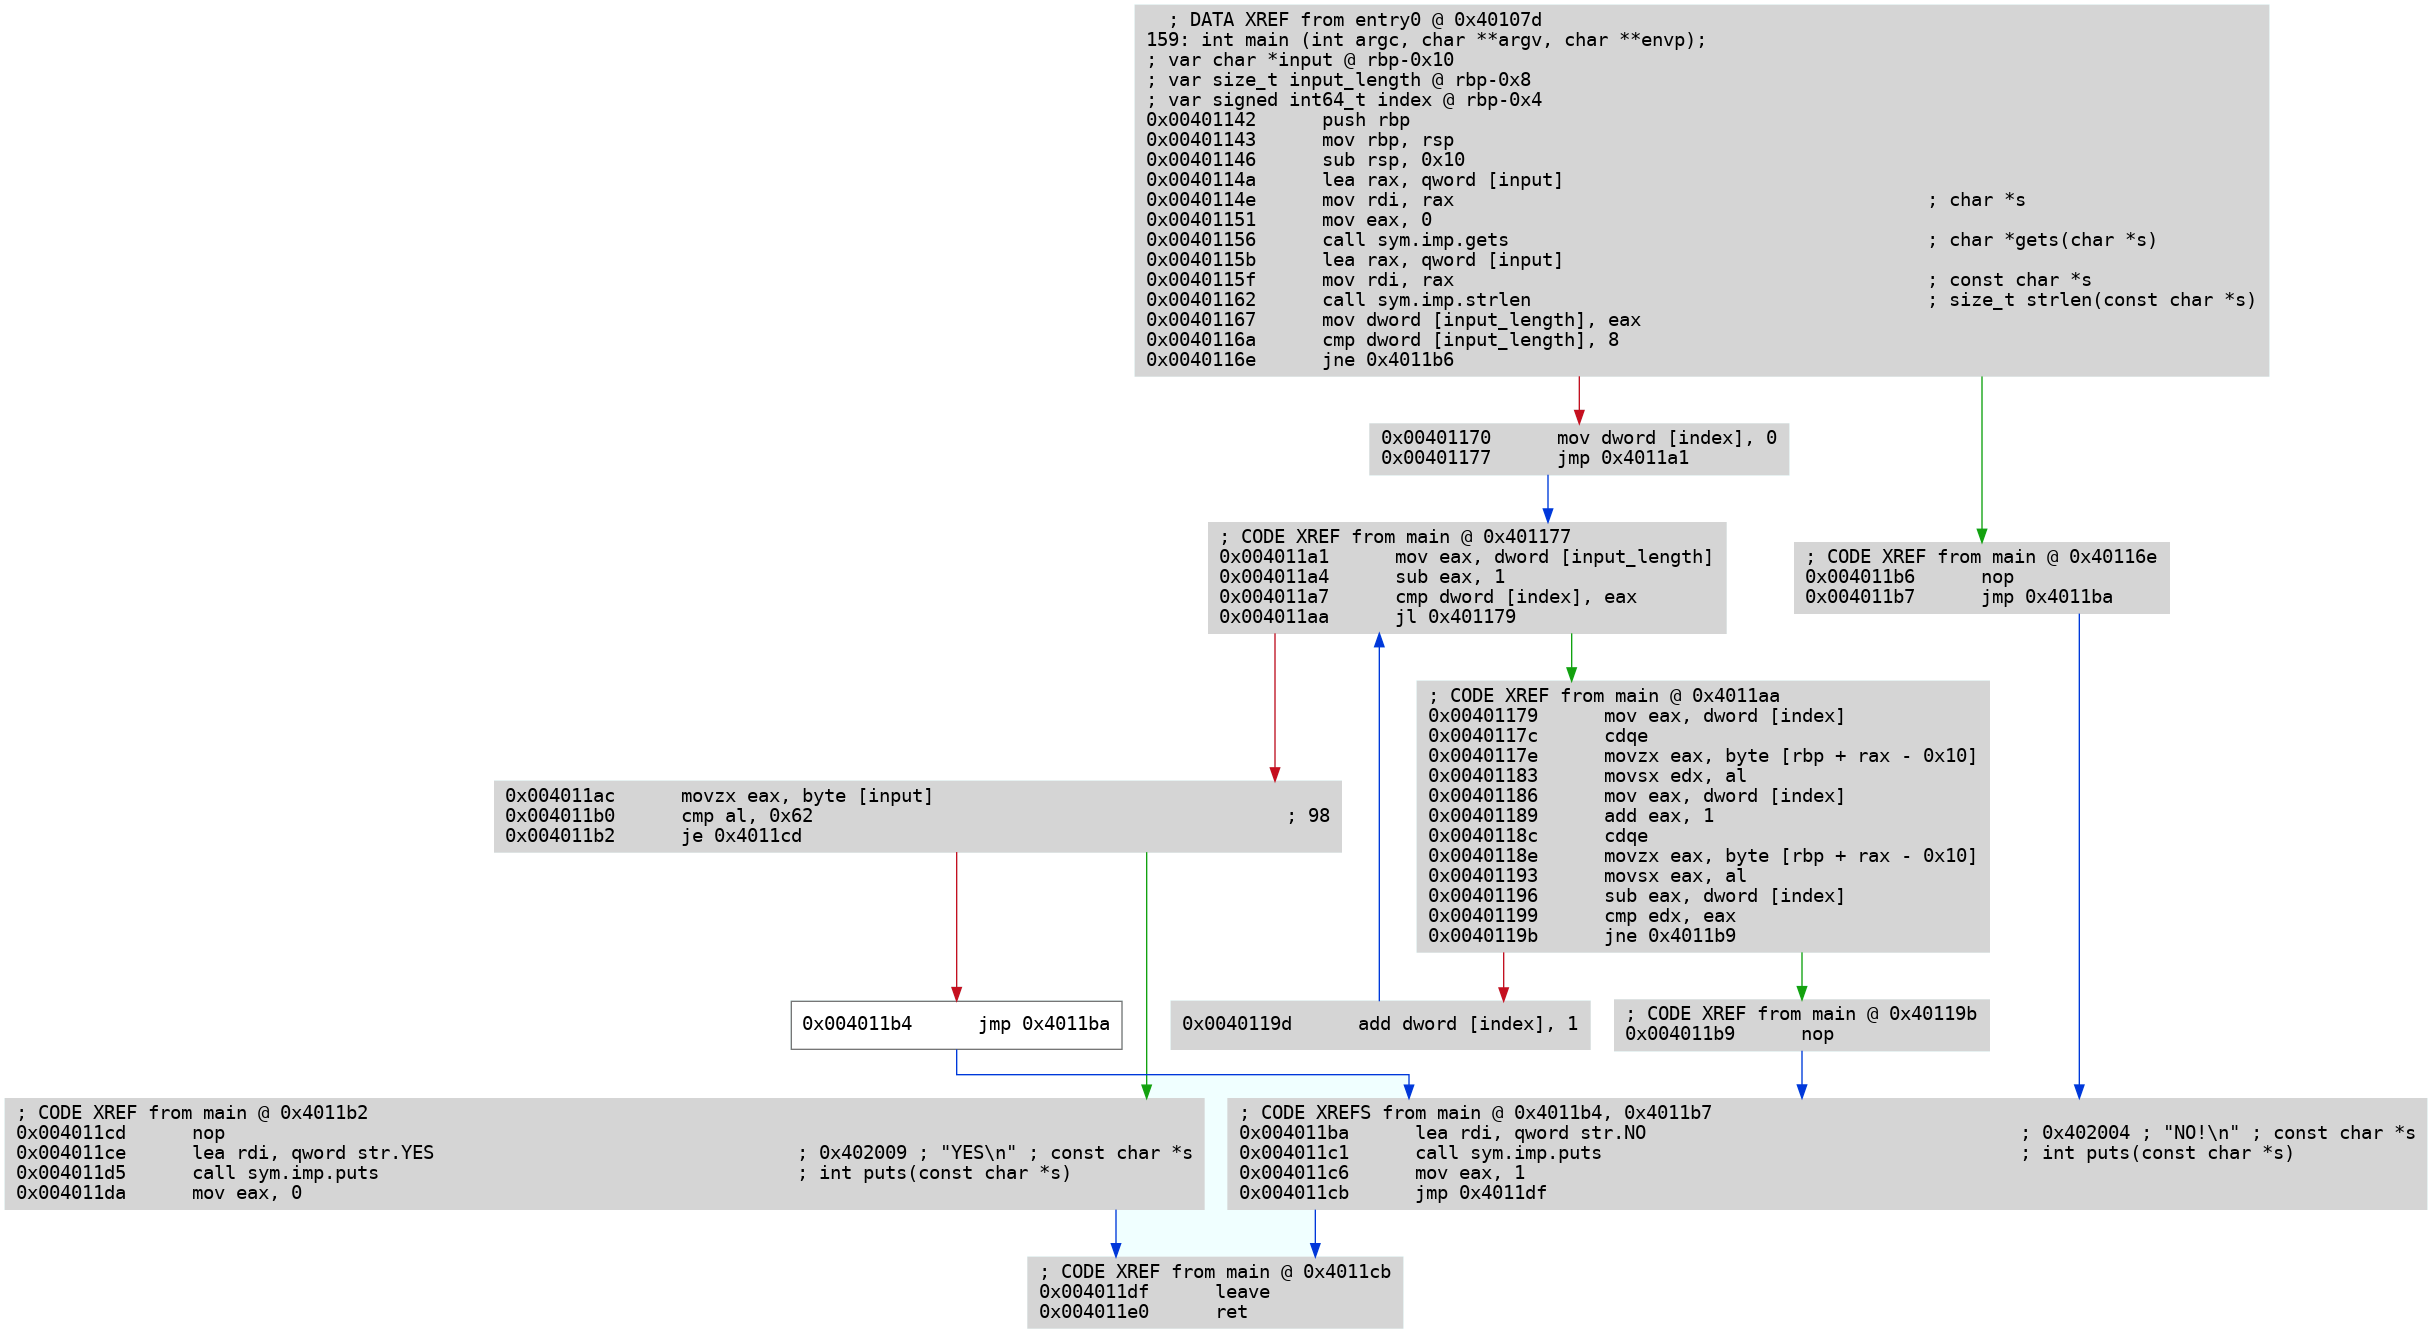 ; DATA XREF from entry0 @ 0x40107d
159: int main (int argc, char **argv, char **envp);
; var char *input @ rbp-0x10
; var size_t input_length @ rbp-0x8
; var signed int64_t index @ rbp-0x4
0x00401142      push rbp
0x00401143      mov rbp, rsp
0x00401146      sub rsp, 0x10
0x0040114a      lea rax, qword [input]
0x0040114e      mov rdi, rax                                           ; char *s
0x00401151      mov eax, 0
0x00401156      call sym.imp.gets                                      ; char *gets(char *s)
0x0040115b      lea rax, qword [input]
0x0040115f      mov rdi, rax                                           ; const char *s
0x00401162      call sym.imp.strlen                                    ; size_t strlen(const char *s)
0x00401167      mov dword [input_length], eax
0x0040116a      cmp dword [input_length], 8
0x0040116e      jne 0x4011b6
0x00401170      mov dword [index], 0
0x00401177      jmp 0x4011a1
; CODE XREF from main @ 0x401177
0x004011a1      mov eax, dword [input_length]
0x004011a4      sub eax, 1
0x004011a7      cmp dword [index], eax
0x004011aa      jl 0x401179
; CODE XREF from main @ 0x40116e
0x004011b6      nop
0x004011b7      jmp 0x4011ba
; CODE XREF from main @ 0x4011aa
0x00401179      mov eax, dword [index]
0x0040117c      cdqe
0x0040117e      movzx eax, byte [rbp + rax - 0x10]
0x00401183      movsx edx, al
0x00401186      mov eax, dword [index]
0x00401189      add eax, 1
0x0040118c      cdqe
0x0040118e      movzx eax, byte [rbp + rax - 0x10]
0x00401193      movsx eax, al
0x00401196      sub eax, dword [index]
0x00401199      cmp edx, eax
0x0040119b      jne 0x4011b9
0x004011ac      movzx eax, byte [input]
0x004011b0      cmp al, 0x62                                           ; 98
0x004011b2      je 0x4011cd
0x004011b4      jmp 0x4011ba
0x0040119d      add dword [index], 1
; CODE XREF from main @ 0x40119b
0x004011b9      nop
; CODE XREF from main @ 0x4011b2
0x004011cd      nop
0x004011ce      lea rdi, qword str.YES                                 ; 0x402009 ; "YES\n" ; const char *s
0x004011d5      call sym.imp.puts                                      ; int puts(const char *s)
0x004011da      mov eax, 0
; CODE XREFS from main @ 0x4011b4, 0x4011b7
0x004011ba      lea rdi, qword str.NO                                  ; 0x402004 ; "NO!\n" ; const char *s
0x004011c1      call sym.imp.puts                                      ; int puts(const char *s)
0x004011c6      mov eax, 1
0x004011cb      jmp 0x4011df
; CODE XREF from main @ 0x4011cb
0x004011df      leave
0x004011e0      ret